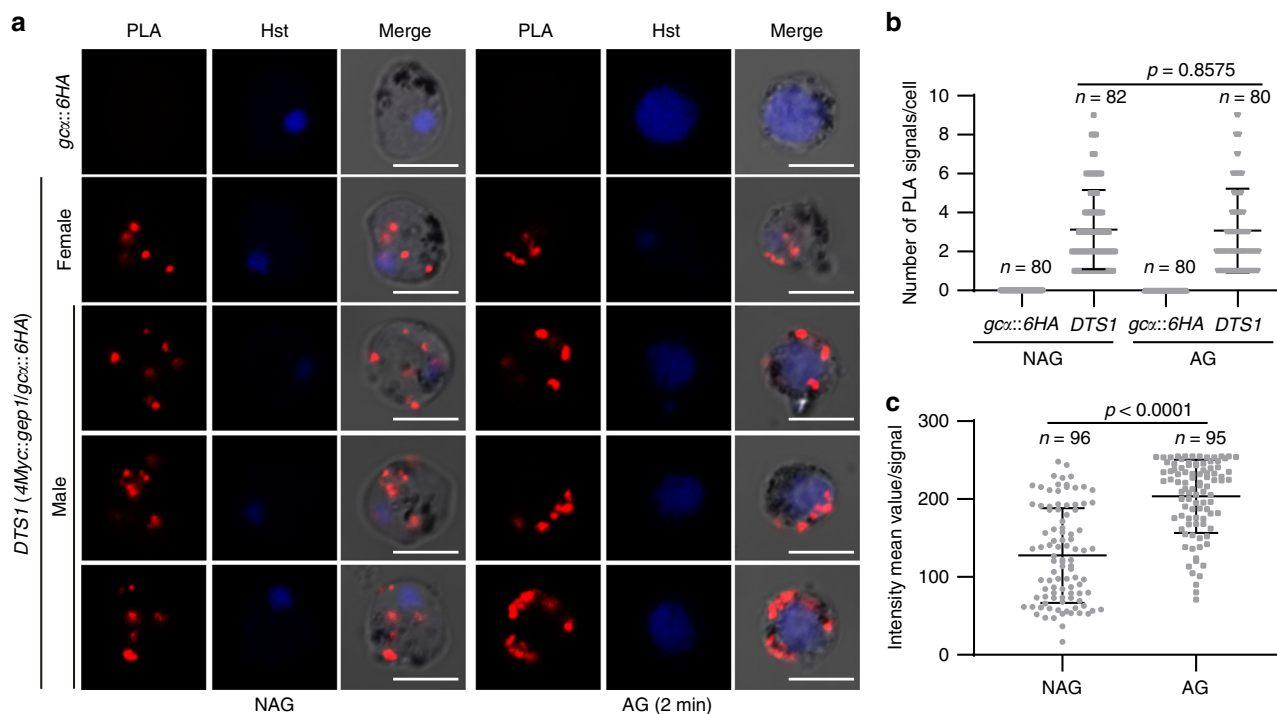 a
PLA Hst Merge PLA Hst Merge
gcα::6HA
Female
Male
DTS1 (4Myc::gep1/gcα::6HA)
NAG AG (2 min)
b
p = 0.8575
n = 82 n = 80
n = 80 n = 80
Number of PLA signals/cell
10
8
6
4
2
0
gcα::6HA DTS1 gcα::6HA DTS1
NAG AG
c
p < 0.0001
n = 96 n = 95
Intensity mean value/signal
300
200
100
0
NAG AG